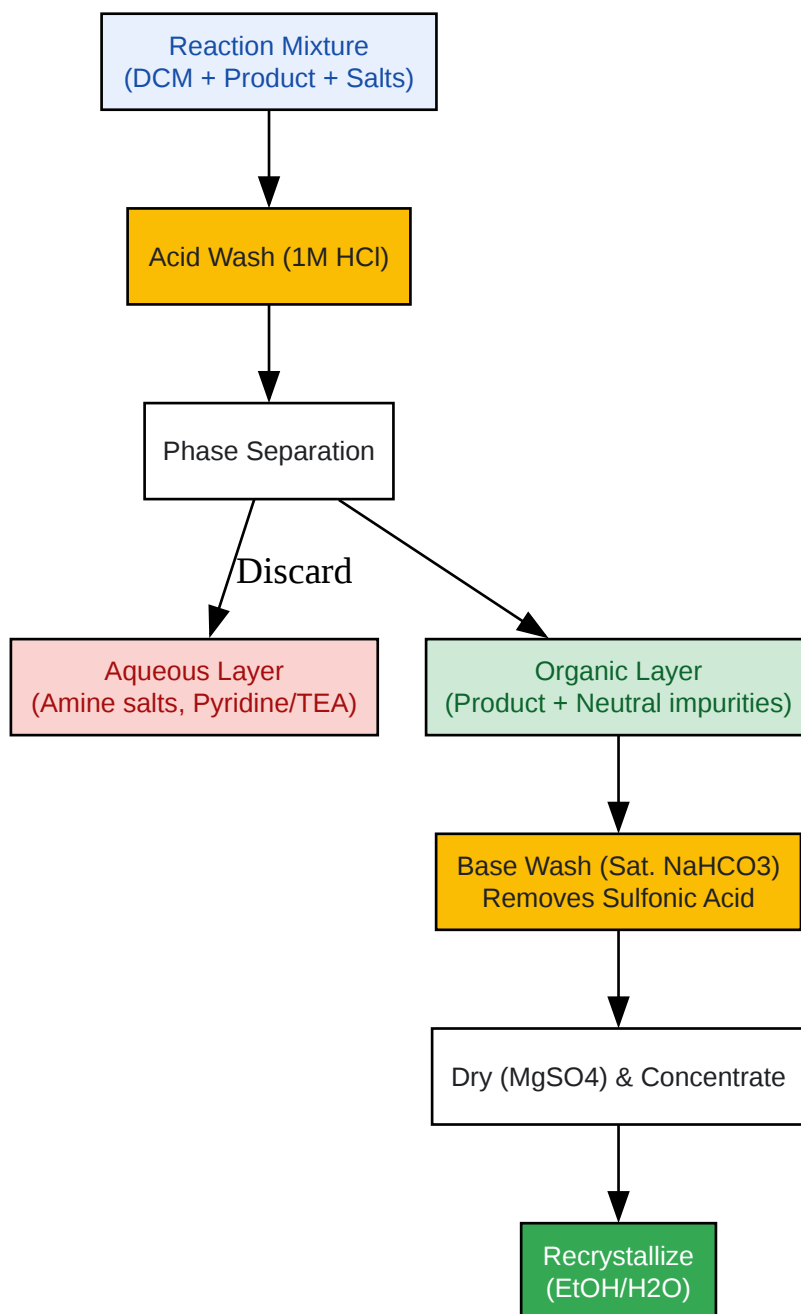 Reaction Mixture
(DCM + Product + Salts)
Acid Wash (1M HCl)
Phase Separation
Discard
Aqueous Layer
(Amine salts, Pyridine/TEA)
Organic Layer
(Product + Neutral impurities)
Base Wash (Sat. NaHCO3)
Removes Sulfonic Acid
Dry (MgSO4) & Concentrate
Recrystallize
(EtOH/H2O)